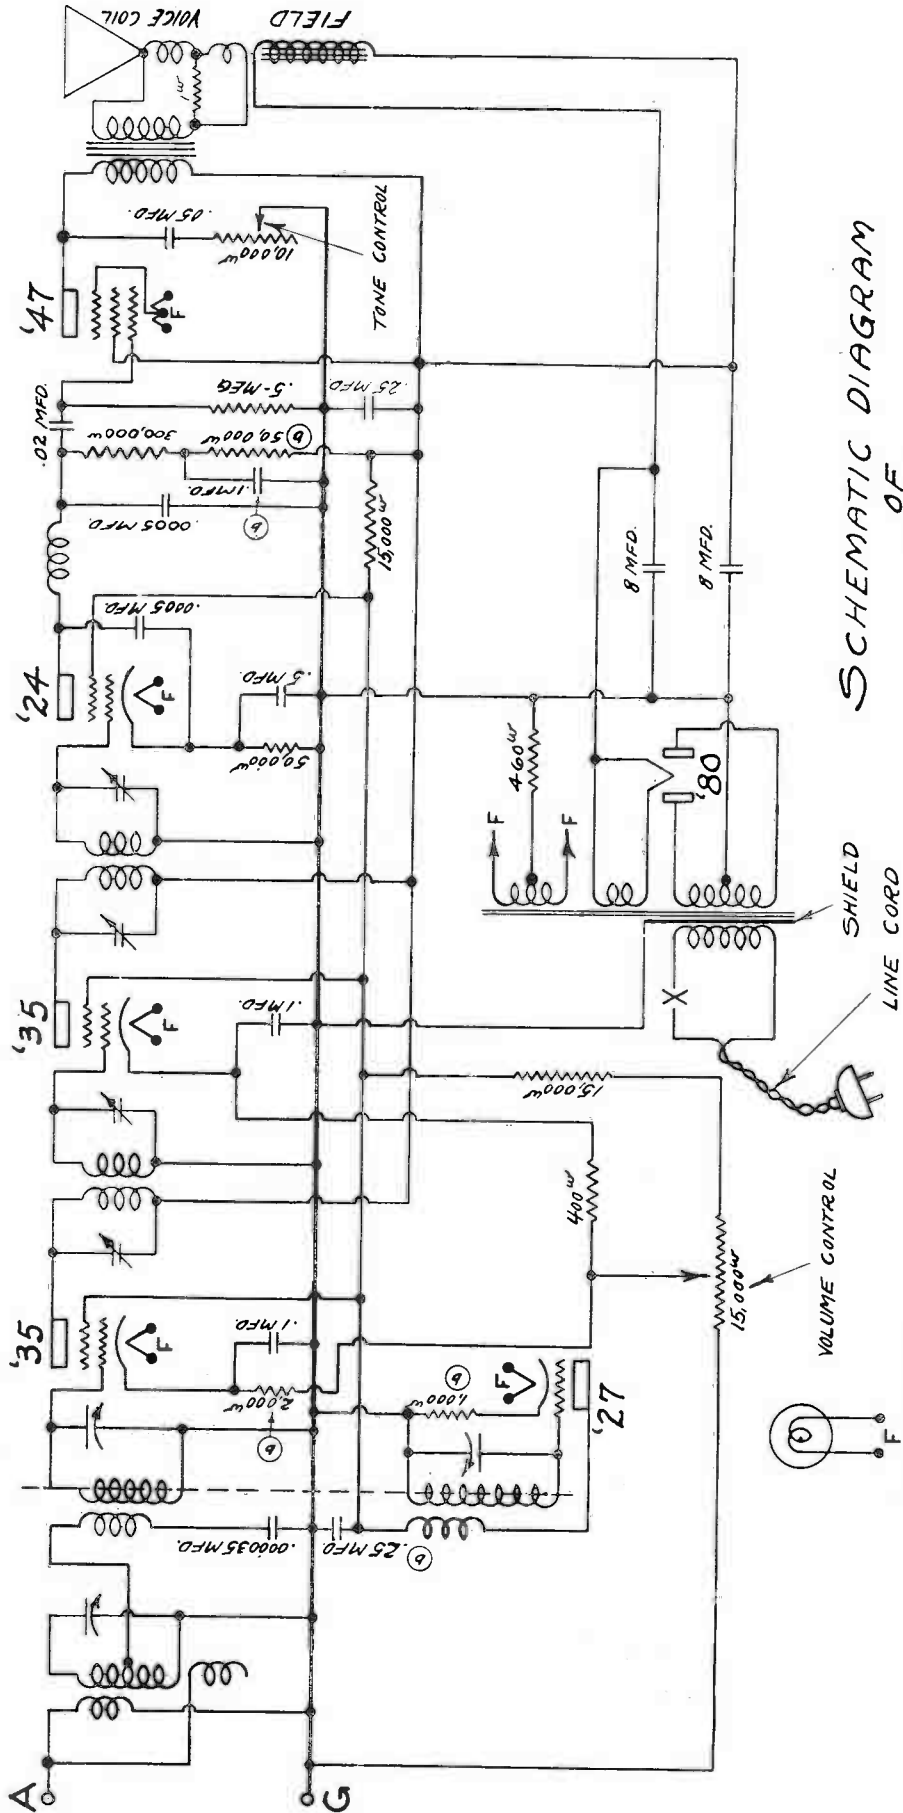 A
G
'35
'35
'24
'47
'27
'80
VOICE COIL
FIELD
1ω
.05 MFD.
10,000ω
TONE CONTROL
.02 MFD.
300,000ω
50,000ω
b
.5-MEG
.25 MFD.
.1 MFD.
b
.0005 MFD.
15,000ω
.0005 MFD.
.5 MFD.
50,000ω
F
F
F
F
.1 MFD.
.1 MFD.
2,000ω
b
1,000ω
b
F
.000035 MFD.
.25 MFD.
b
400ω
15,000ω
15,000ω
VOLUME CONTROL
F
F
F
460ω
8 MFD.
8 MFD.
X
SHIELD
LINE CORD
SCHEMATIC DIAGRAM
OF